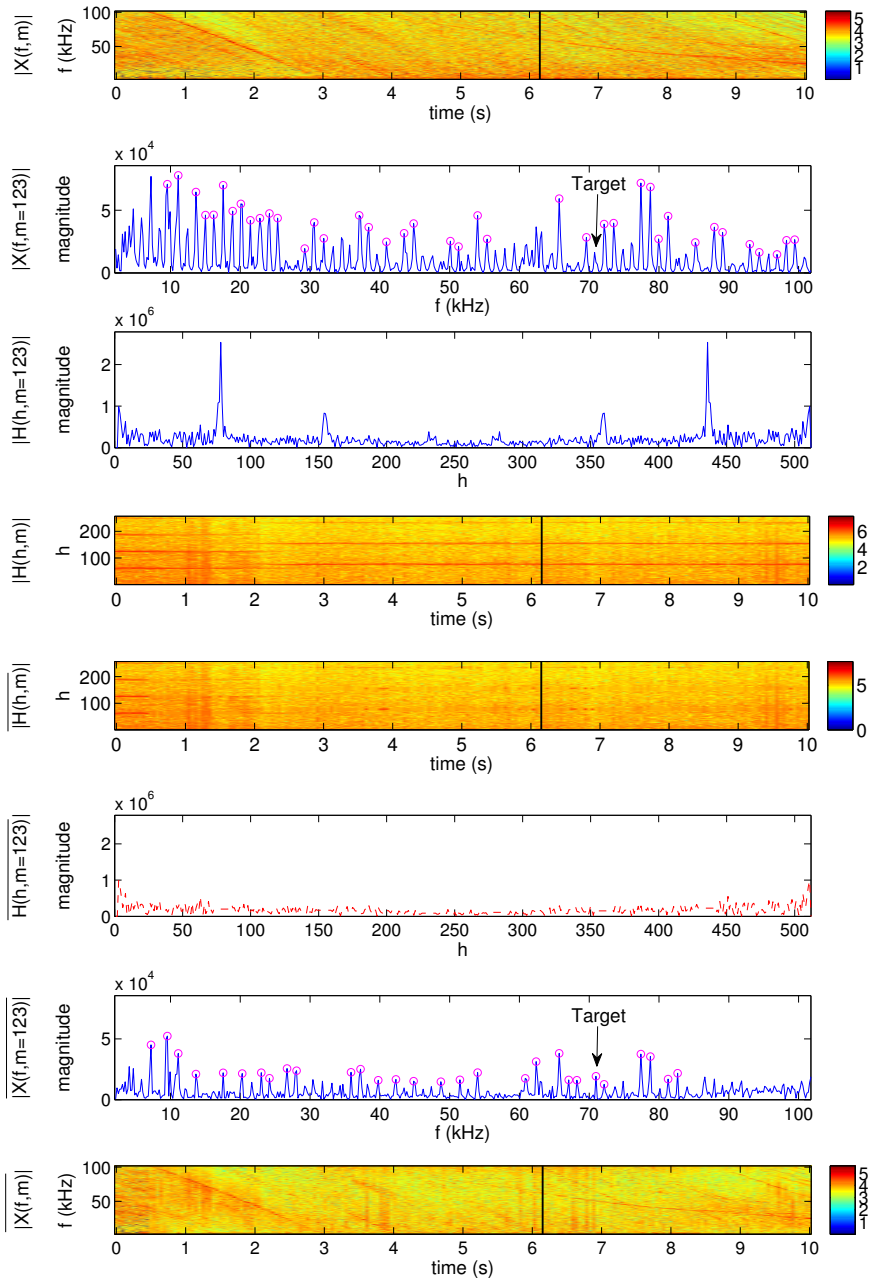 |X(f,m)|
f (kHz)
100
50
0 1 2 3 4 5 6 7 8 9 10
time (s)
5
4
3
2
1
|X(f,m=123)|
magnitude
x 10^4
5
0
Target
10 20 30 40 50 60 70 80 90 100
f (kHz)
|H(h,m=123)|
magnitude
x 10^6
2
1
0
0 50 100 150 200 250 300 350 400 450 500
h
|H(h,m)|
h
200
100
0 1 2 3 4 5 6 7 8 9 10
time (s)
6
4
2
|H(h,m)|
h
200
100
0 1 2 3 4 5 6 7 8 9 10
time (s)
5
0
H(h,m=123)|
magnitude
x 10^6
2
1
0
0 50 100 150 200 250 300 350 400 450 500
h
|X(f,m=123)|
magnitude
x 10^4
5
0
Target
10 20 30 40 50 60 70 80 90 100
f (kHz)
|X(f,m)|
f (kHz)
100
50
0 1 2 3 4 5 6 7 8 9 10
time (s)
5
4
3
2
1